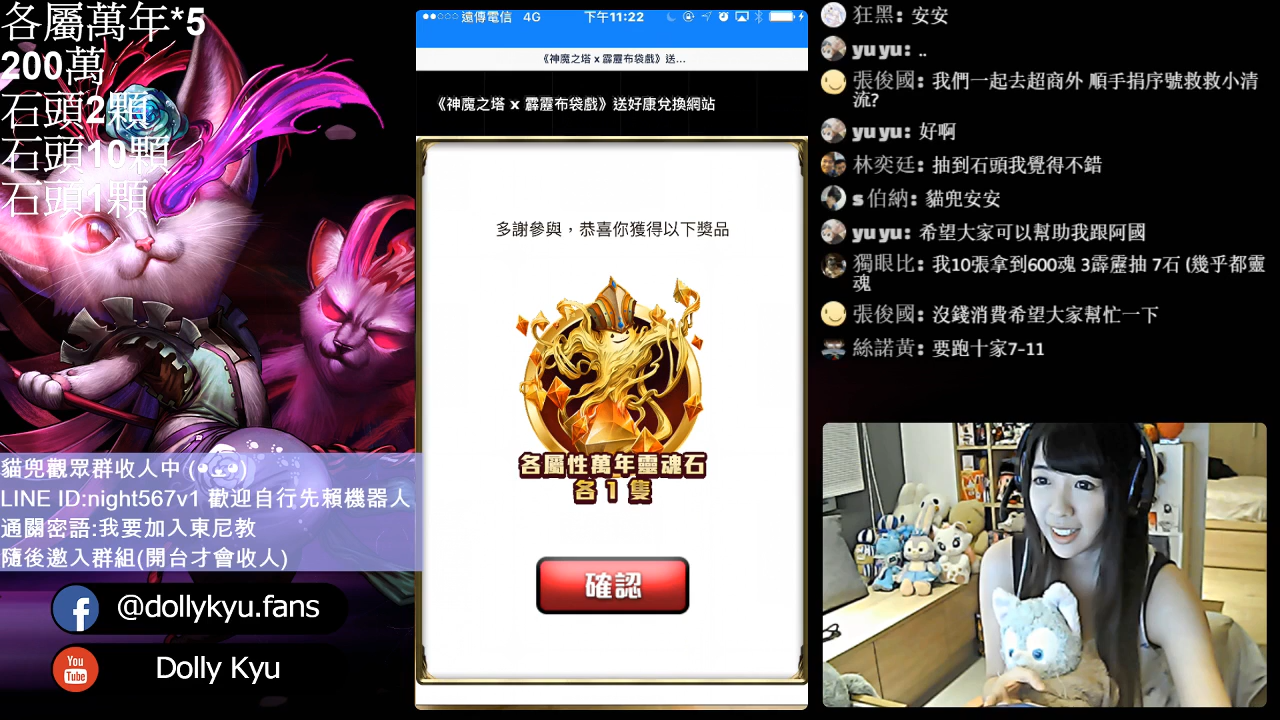 各屬萬年*5
200萬
石頭2顆
石頭10顆
石頭1顆
貓兜觀眾群收人中
LINE ID:night567v1 歡迎自行先賴機器人
通關密語:我要加入東尼教
隨後邀入群組(開台才會收人)
@dollykyu.fans
You
Tube
Dolly Kyu
遠傳電信 4G 下午11:22
《神魔之塔 x 霹靂布袋戲》送...
《神魔之塔 x 霹靂布袋戲》送好康兌換網站
多謝參與，恭喜你獲得以下獎品
各屬性萬年靈魂石
各1隻
確認
狂黑: 安安
yu yu: ..
張俊國: 我們一起去超商外 順手捐序號救救小清
流?
yu yu: 好啊
林奕廷: 抽到石頭我覺得不錯
s伯納: 貓兜安安
yu yu: 希望大家可以幫助我跟阿國
獨眼比: 我10張拿到600魂 3霹靂抽 7石 (幾乎都靈
魂
張俊國: 沒錢消費希望大家幫忙一下
絲諾黃: 要跑十家7-11